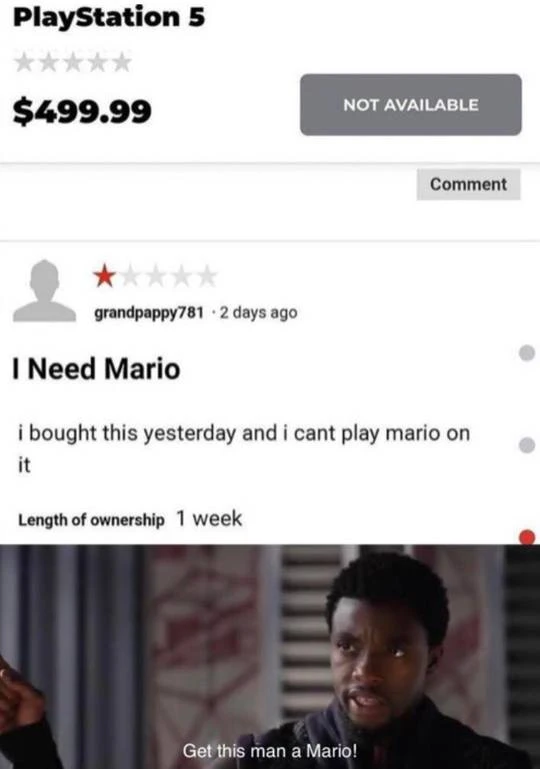 PlayStation 5
$499.99
NOT AVAILABLE
Comment
grandpappy781 · 2 days ago
I Need Mario
i bought this yesterday and i cant play mario on
it
Length of ownership 1 week
Get this man a Mario!